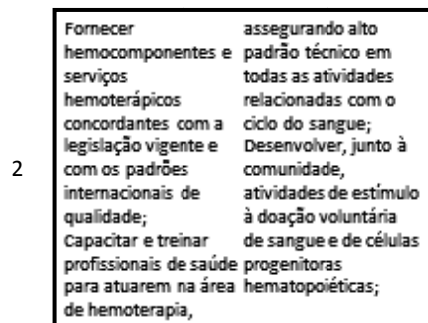 2
Fornecer
hemocomponentes e
serviços
hemoterápicos
concordantes com a
legislação vigente e
com os padrões
internacionais de
qualidade;
Capacitar e treinar
profissionais de saúde
para atuarem na área
de hemoterapia,
assegurando alto
padrão técnico em
todas as atividades
relacionadas com o
ciclo do sangue;
Desenvolver, junto à
comunidade,
atividades de estímulo
à doação voluntária
de sangue e de células
progenitoras
hematopoiéticas;